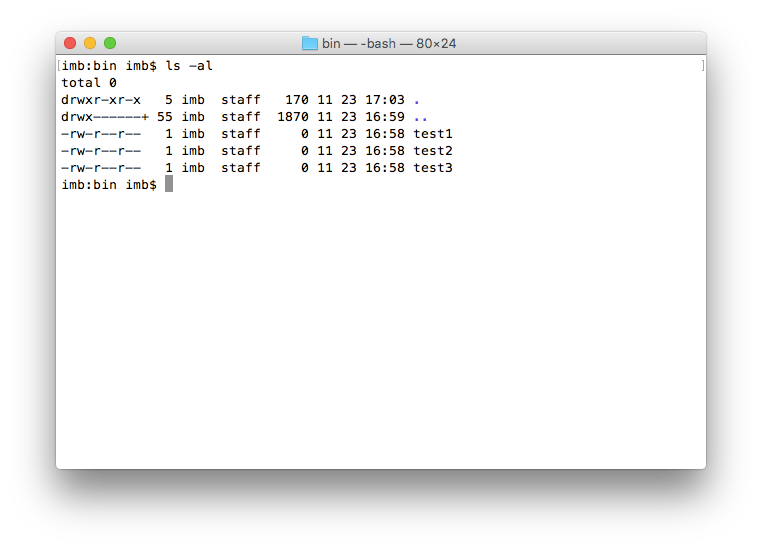 bin — -bash — 80×24
[imb:bin imb$ ls -al ]
total 0
drwxr-xr-x   5 imb  staff   170 11 23 17:03 .
drwx------+ 55 imb  staff  1870 11 23 16:59 ..
-rw-r--r--   1 imb  staff     0 11 23 16:58 test1
-rw-r--r--   1 imb  staff     0 11 23 16:58 test2
-rw-r--r--   1 imb  staff     0 11 23 16:58 test3
imb:bin imb$